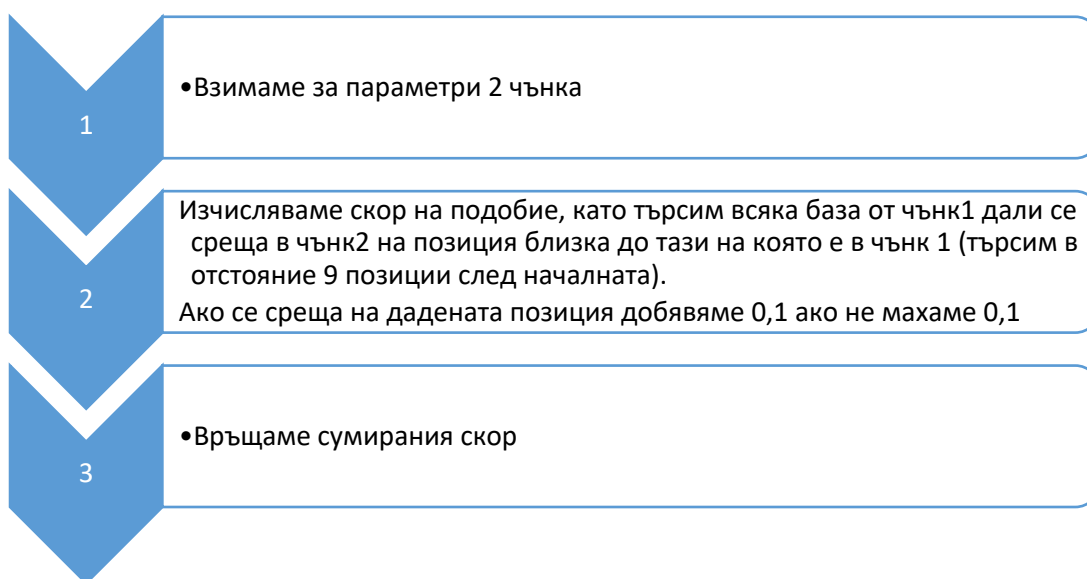 1
•Взимаме за параметри 2 чънка
2
Изчисляваме скор на подобие, като търсим всяка база от чънк1 дали се
среща в чънк2 на позиция близка до тази на която е в чънк 1 (търсим в
отстояние 9 позиции след началната).
Ако се среща на дадената позиция добявяме 0,1 ако не махаме 0,1
3
•Връщаме сумирания скор